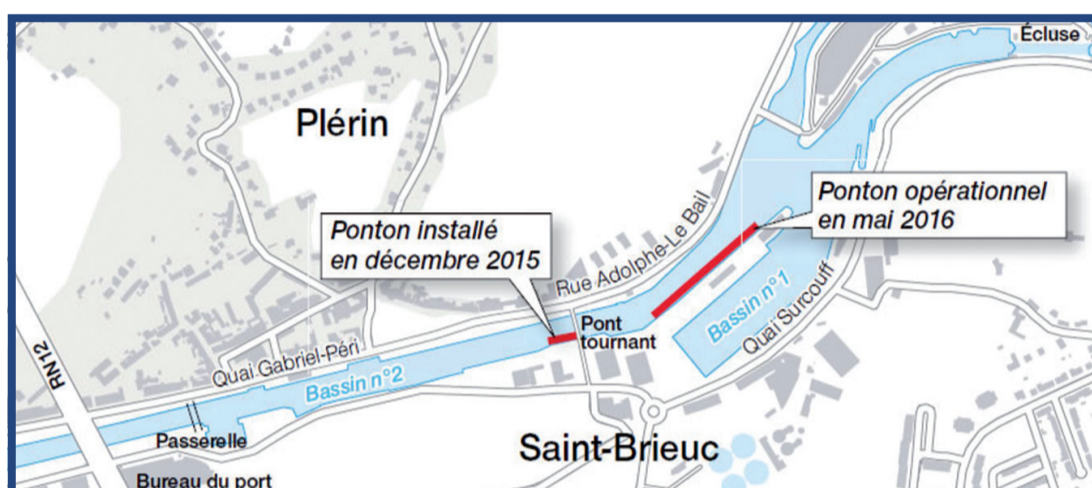 Écluse
Plérin
Ponton opérationnel
en mai 2016
Ponton installé
en décembre 2015
Rue Adolphe-Le Bail
Bassin n°1
Quai Surcouff
Pont
tournant
Quai Gabriel-Péri
RN12
Bassin n°2
Passerelle
Saint-Brieuc
Bureau du port